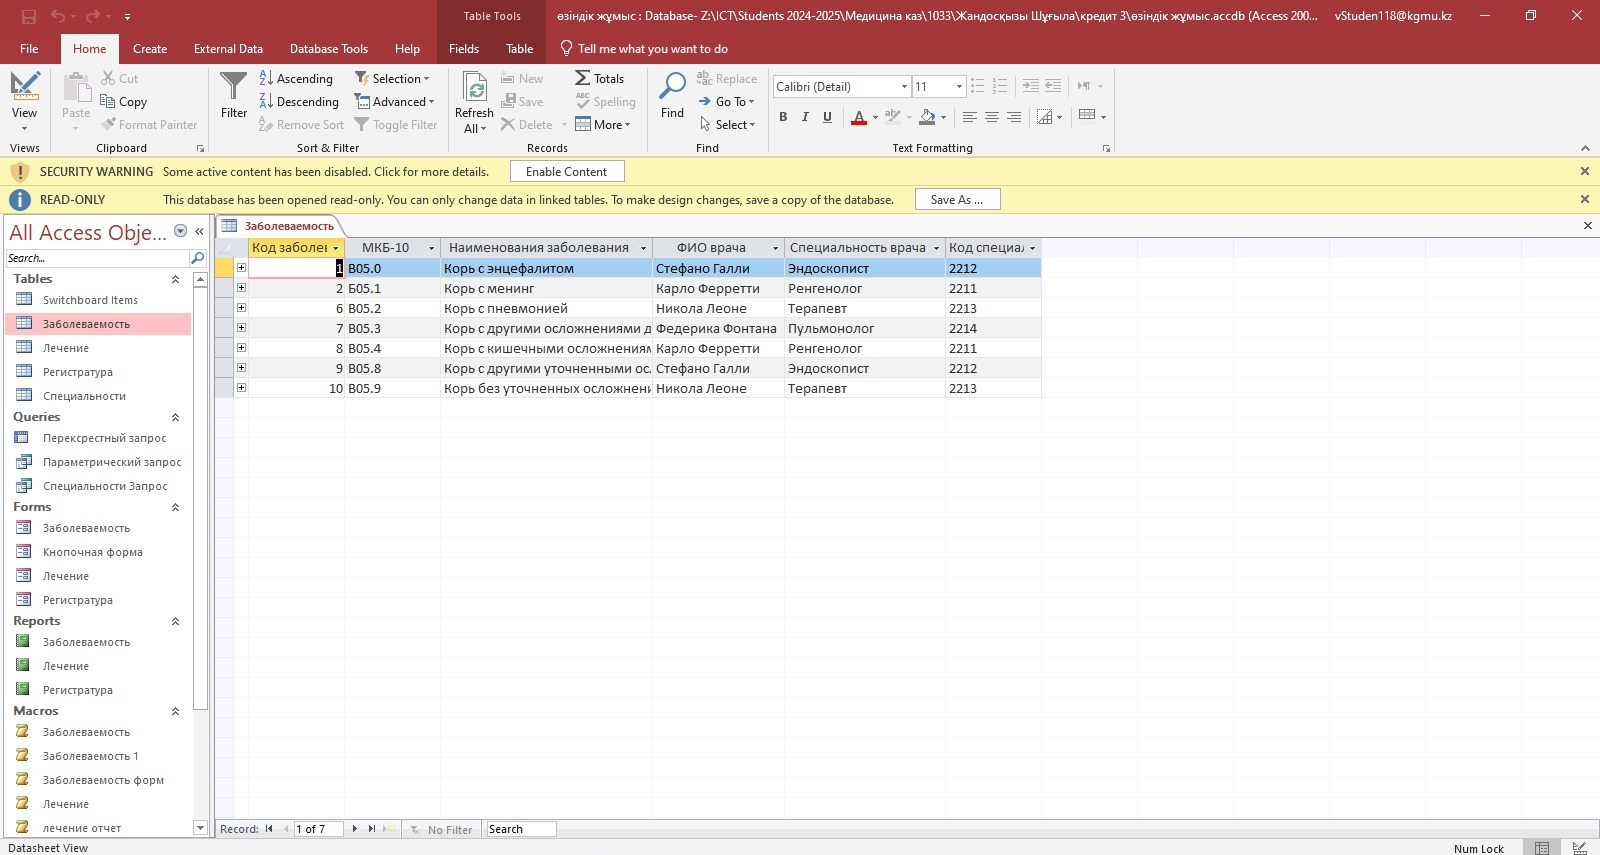 Table Tools
өзіндік жұмыс : Database- Z:\ICT\Students 2024-2025\Медицина каз\1033\Жандосқызы Шұғыла\кредит 3\өзіндік жұмыс.accdb (Access 200...
vStuden118@kgmu.kz
File Home Create External Data Database Tools Help Fields Table Tell me what you want to do
View
Views
Paste
Cut
Copy
Format Painter
Clipboard
Filter
Ascending
Descending
Remove Sort
Selection
Advanced
Toggle Filter
Sort & Filter
Refresh All
New
Save
Delete
Totals
Spelling
More
Records
Find
Replace
Go To
Select
Find
Calibri (Detail) 11
B I U A
Text Formatting
SECURITY WARNING Some active content has been disabled. Click for more details. Enable Content
READ-ONLY This database has been opened read-only. You can only change data in linked tables. To make design changes, save a copy of the database. Save As ...
All Access Obje...
Search...
Tables
Switchboard Items
Заболеваемость
Лечение
Регистратура
Специальности
Queries
Перексрестный запрос
Параметрический запрос
Специальности Запрос
Forms
Заболеваемость
Кнопочная форма
Лечение
Регистратура
Reports
Заболеваемость
Лечение
Регистратура
Macros
Заболеваемость
Заболеваемость 1
Заболеваемость форм
Лечение
лечение отчет
Заболеваемость
Код заболев МКБ-10 Наименования заболевания ФИО врача Специальность врача Код специал
1 В05.0 Корь с энцефалитом Стефано Галли Эндоскопист 2212
2 Б05.1 Корь с менинг Карло Ферретти Ренгенолог 2211
6 В05.2 Корь с пневмонией Никола Леоне Терапевт 2213
7 В05.3 Корь с другими осложнениями д Федерика Фонтана Пульмонолог 2214
8 В05.4 Корь с кишечными осложнениям Карло Ферретти Ренгенолог 2211
9 В05.8 Корь с другими уточненными ос. Стефано Галли Эндоскопист 2212
10 В05.9 Корь без уточненных осложнени Никола Леоне Терапевт 2213
Record: 1 of 7 No Filter Search
Datasheet View
Num Lock